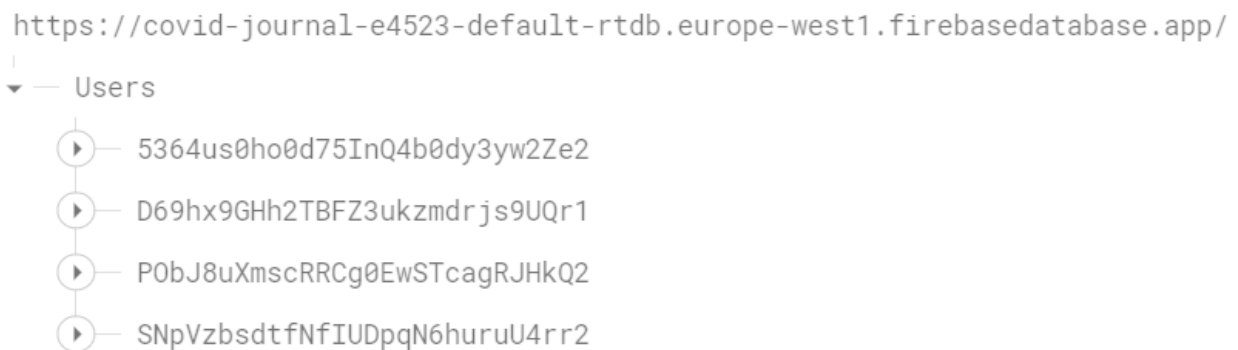 https://covid-journal-e4523-default-rtdb.europe-west1.firebasedatabase.app/
Users
5364us0ho0d75InQ4b0dy3yw2Ze2
D69hx9GHh2TBFZ3ukzmdrjs9UQr1
PObJ8uXmscRRCg0EwSTcagRJHkQ2
SNpVzbsdtfNfIUDpqN6huruU4rr2